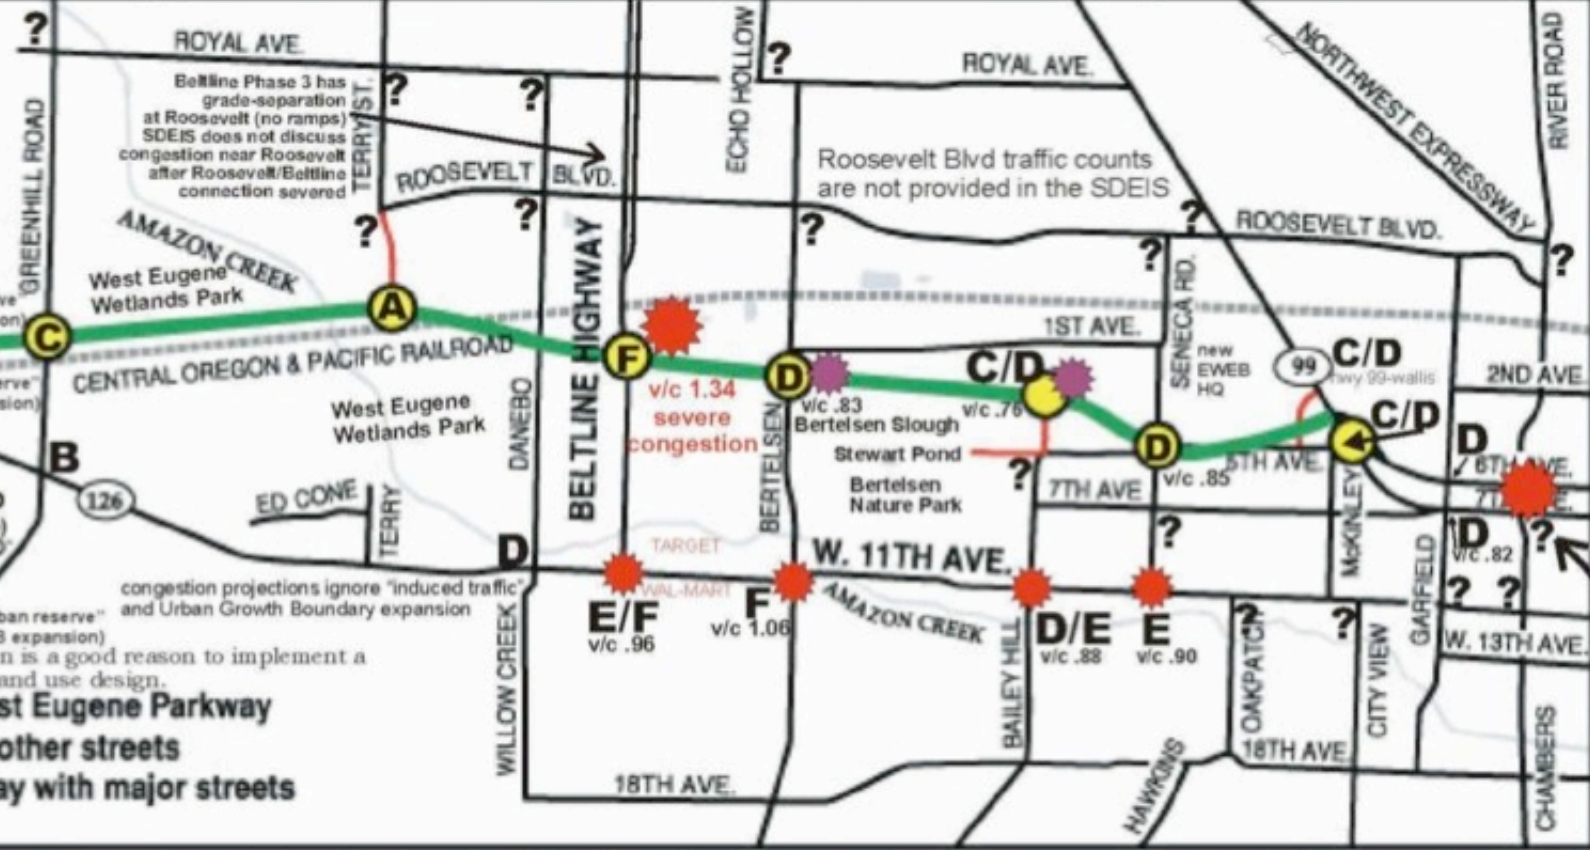 ?
ROYAL AVE.
ECHO HOLLOW
?
ROYAL AVE.
NORTHWEST EXPRESSWAY
RIVER ROAD
GREENHILL ROAD
Beltline Phase 3 has
grade-separation
at Roosevelt (no ramps)
SDEIS does not discuss
congestion near Roosevelt
after Roosevelt/Beltline
connection severed
TERRY ST.
?
?
ROOSEVELT BLVD.
Roosevelt Blvd traffic counts
are not provided in the SDEIS
?
?
?
?
ROOSEVELT BLVD.
?
?
AMAZON CREEK
West Eugene
Wetlands Park
C
A
CENTRAL OREGON & PACIFIC RAILROAD
BELTLINE HIGHWAY
F
v/c 1.34
severe
congestion
D
v/c .83
1ST AVE.
C/D
v/c .76
SENECA RD.
new
EWEB
HQ
99
C/D
hwy 99-wallis
2ND AVE.
erve"
sion)
West Eugene
Wetlands Park
DANEBO
BERTELSEN
Bertelsen Slough
Stewart Pond
Bertelsen
Nature Park
?
D
v/c .85
5TH AVE.
C/D
D
6TH AVE.
B
126
ED CONE
TERRY
7TH AVE
?
McKINLEY
D
v/c .82
?
D
TARGET
WAL-MART
W. 11TH AVE.
GARFIELD
?
?
congestion projections ignore "induced traffic"
and Urban Growth Boundary expansion
E/F
v/c .96
F
v/c 1.06
AMAZON CREEK
D/E
v/c .88
E
v/c .90
?
?
W. 13TH AVE.
ban reserve"
B expansion)
n is a good reason to implement a
and use design.
st Eugene Parkway
other streets
ay with major streets
WILLOW CREEK
BAILEY HILL
OAKPATCH
CITY VIEW
18TH AVE.
18TH AVE.
HAWKINS
CHAMBERS